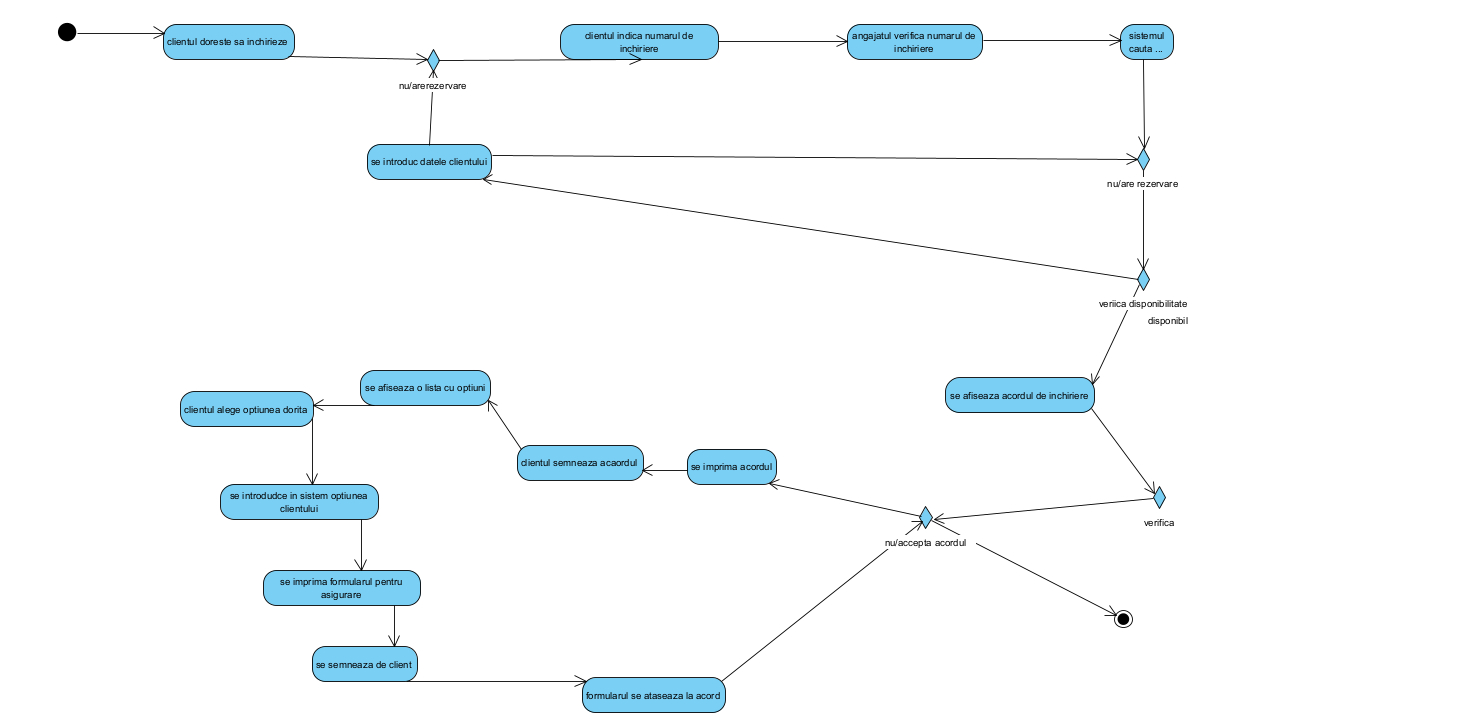 clientul doreste sa inchirieze
clientul indica numarul de
inchiriere
angajatul verifica numarul de
inchiriere
sistemul
cauta ...
nu/arerezervare
se introduc datele clientului
nu/are rezervare
veriica disponibilitate
disponibil
se afiseaza o lista cu optiuni
se afiseaza acordul de inchiriere
clientul alege optiunea dorita
clientul semneaza acaordul
se imprima acordul
se introdudce in sistem optiunea
clientului
verifica
nu/accepta acordul
se imprima formularul pentru
asigurare
se semneaza de client
formularul se ataseaza la acord